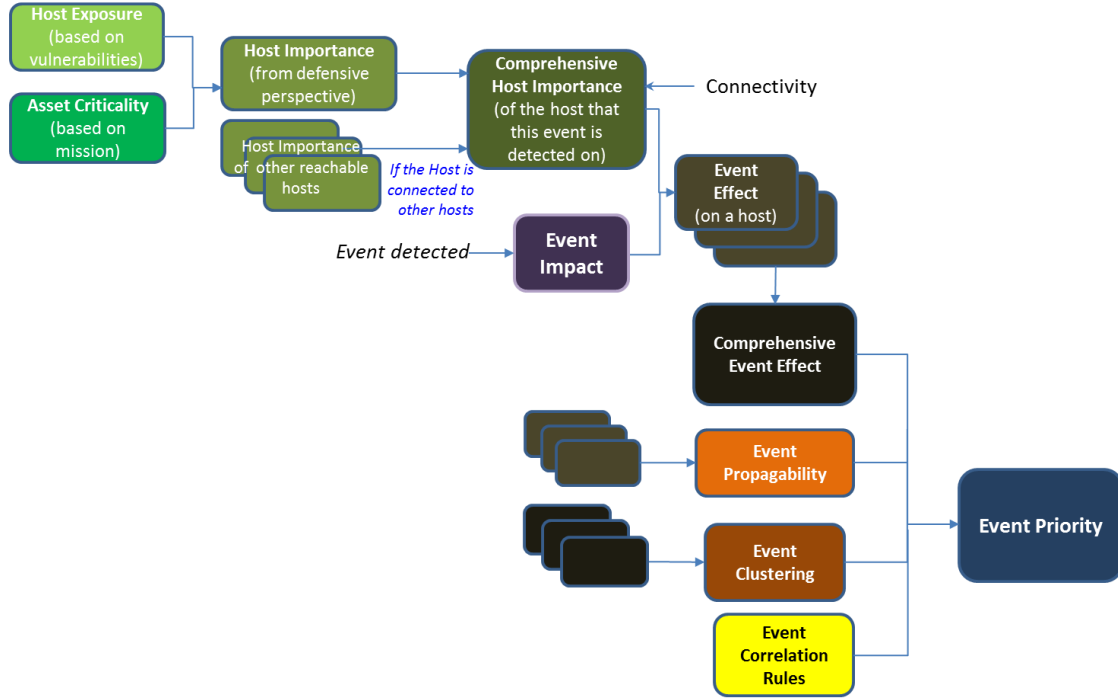 Host Exposure
(based on
vulnerabilities)
Asset Criticality
(based on
mission)
Host Importance
(from defensive
perspective)
Host Importance
of other reachable
hosts
If the Host is
connected to
other hosts
Comprehensive
Host Importance
(of the host that
this event is
detected on)
Connectivity
Event detected
Event
Impact
Event
Effect
(on a host)
Comprehensive
Event Effect
Event
Propagability
Event
Clustering
Event
Correlation
Rules
Event Priority